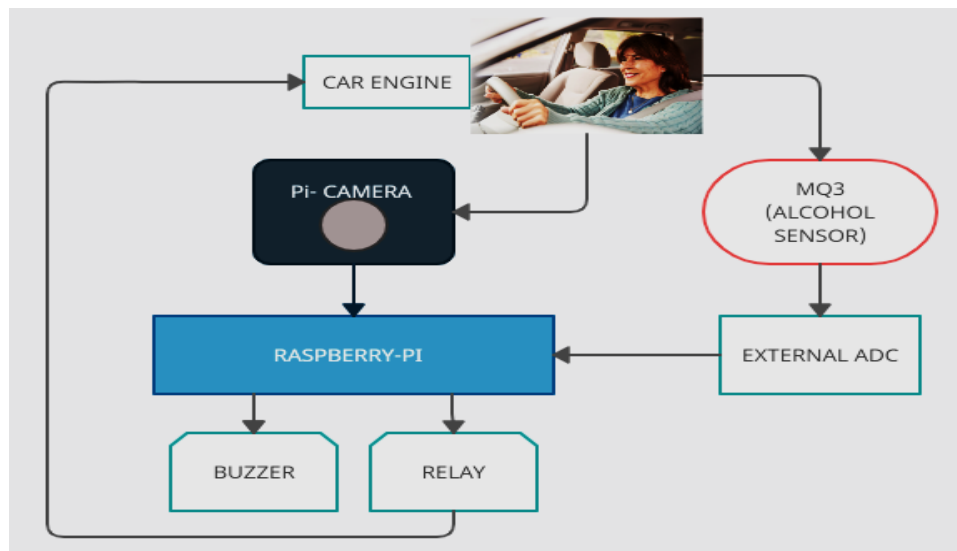 CAR ENGINE
Pi- CAMERA
MQ3
(ALCOHOL
SENSOR)
RASPBERRY-PI
EXTERNAL ADC
BUZZER
RELAY